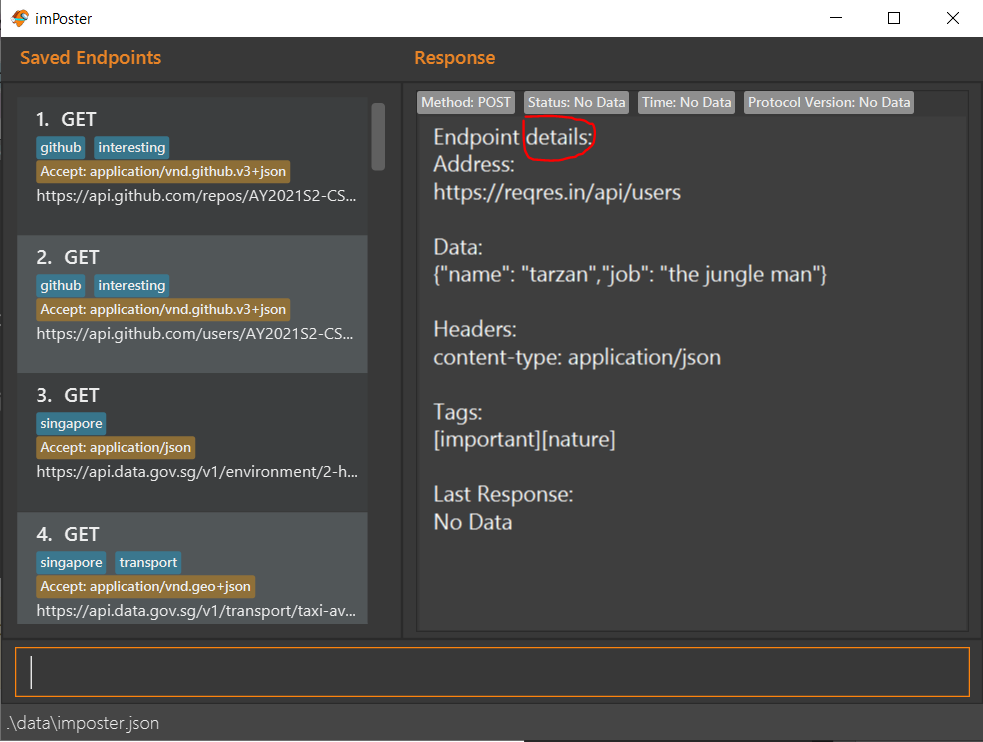 imPoster
Saved Endpoints
1. GET
github interesting
Accept: application/vnd.github.v3+json
https://api.github.com/repos/AY2021S2-CS...
2. GET
github interesting
Accept: application/vnd.github.v3+json
https://api.github.com/users/AY2021S2-CS...
3. GET
singapore
Accept: application/json
https://api.data.gov.sg/v1/environment/2-h...
4. GET
singapore transport
Accept: application/vnd.geo+json
https://api.data.gov.sg/v1/transport/taxi-av...
Response
Method: POST Status: No Data Time: No Data Protocol Version: No Data
Endpoint details:
Address:
https://reqres.in/api/users
Data:
{"name": "tarzan","job": "the jungle man"}
Headers:
content-type: application/json
Tags:
[important][nature]
Last Response:
No Data
.\data\imposter.json